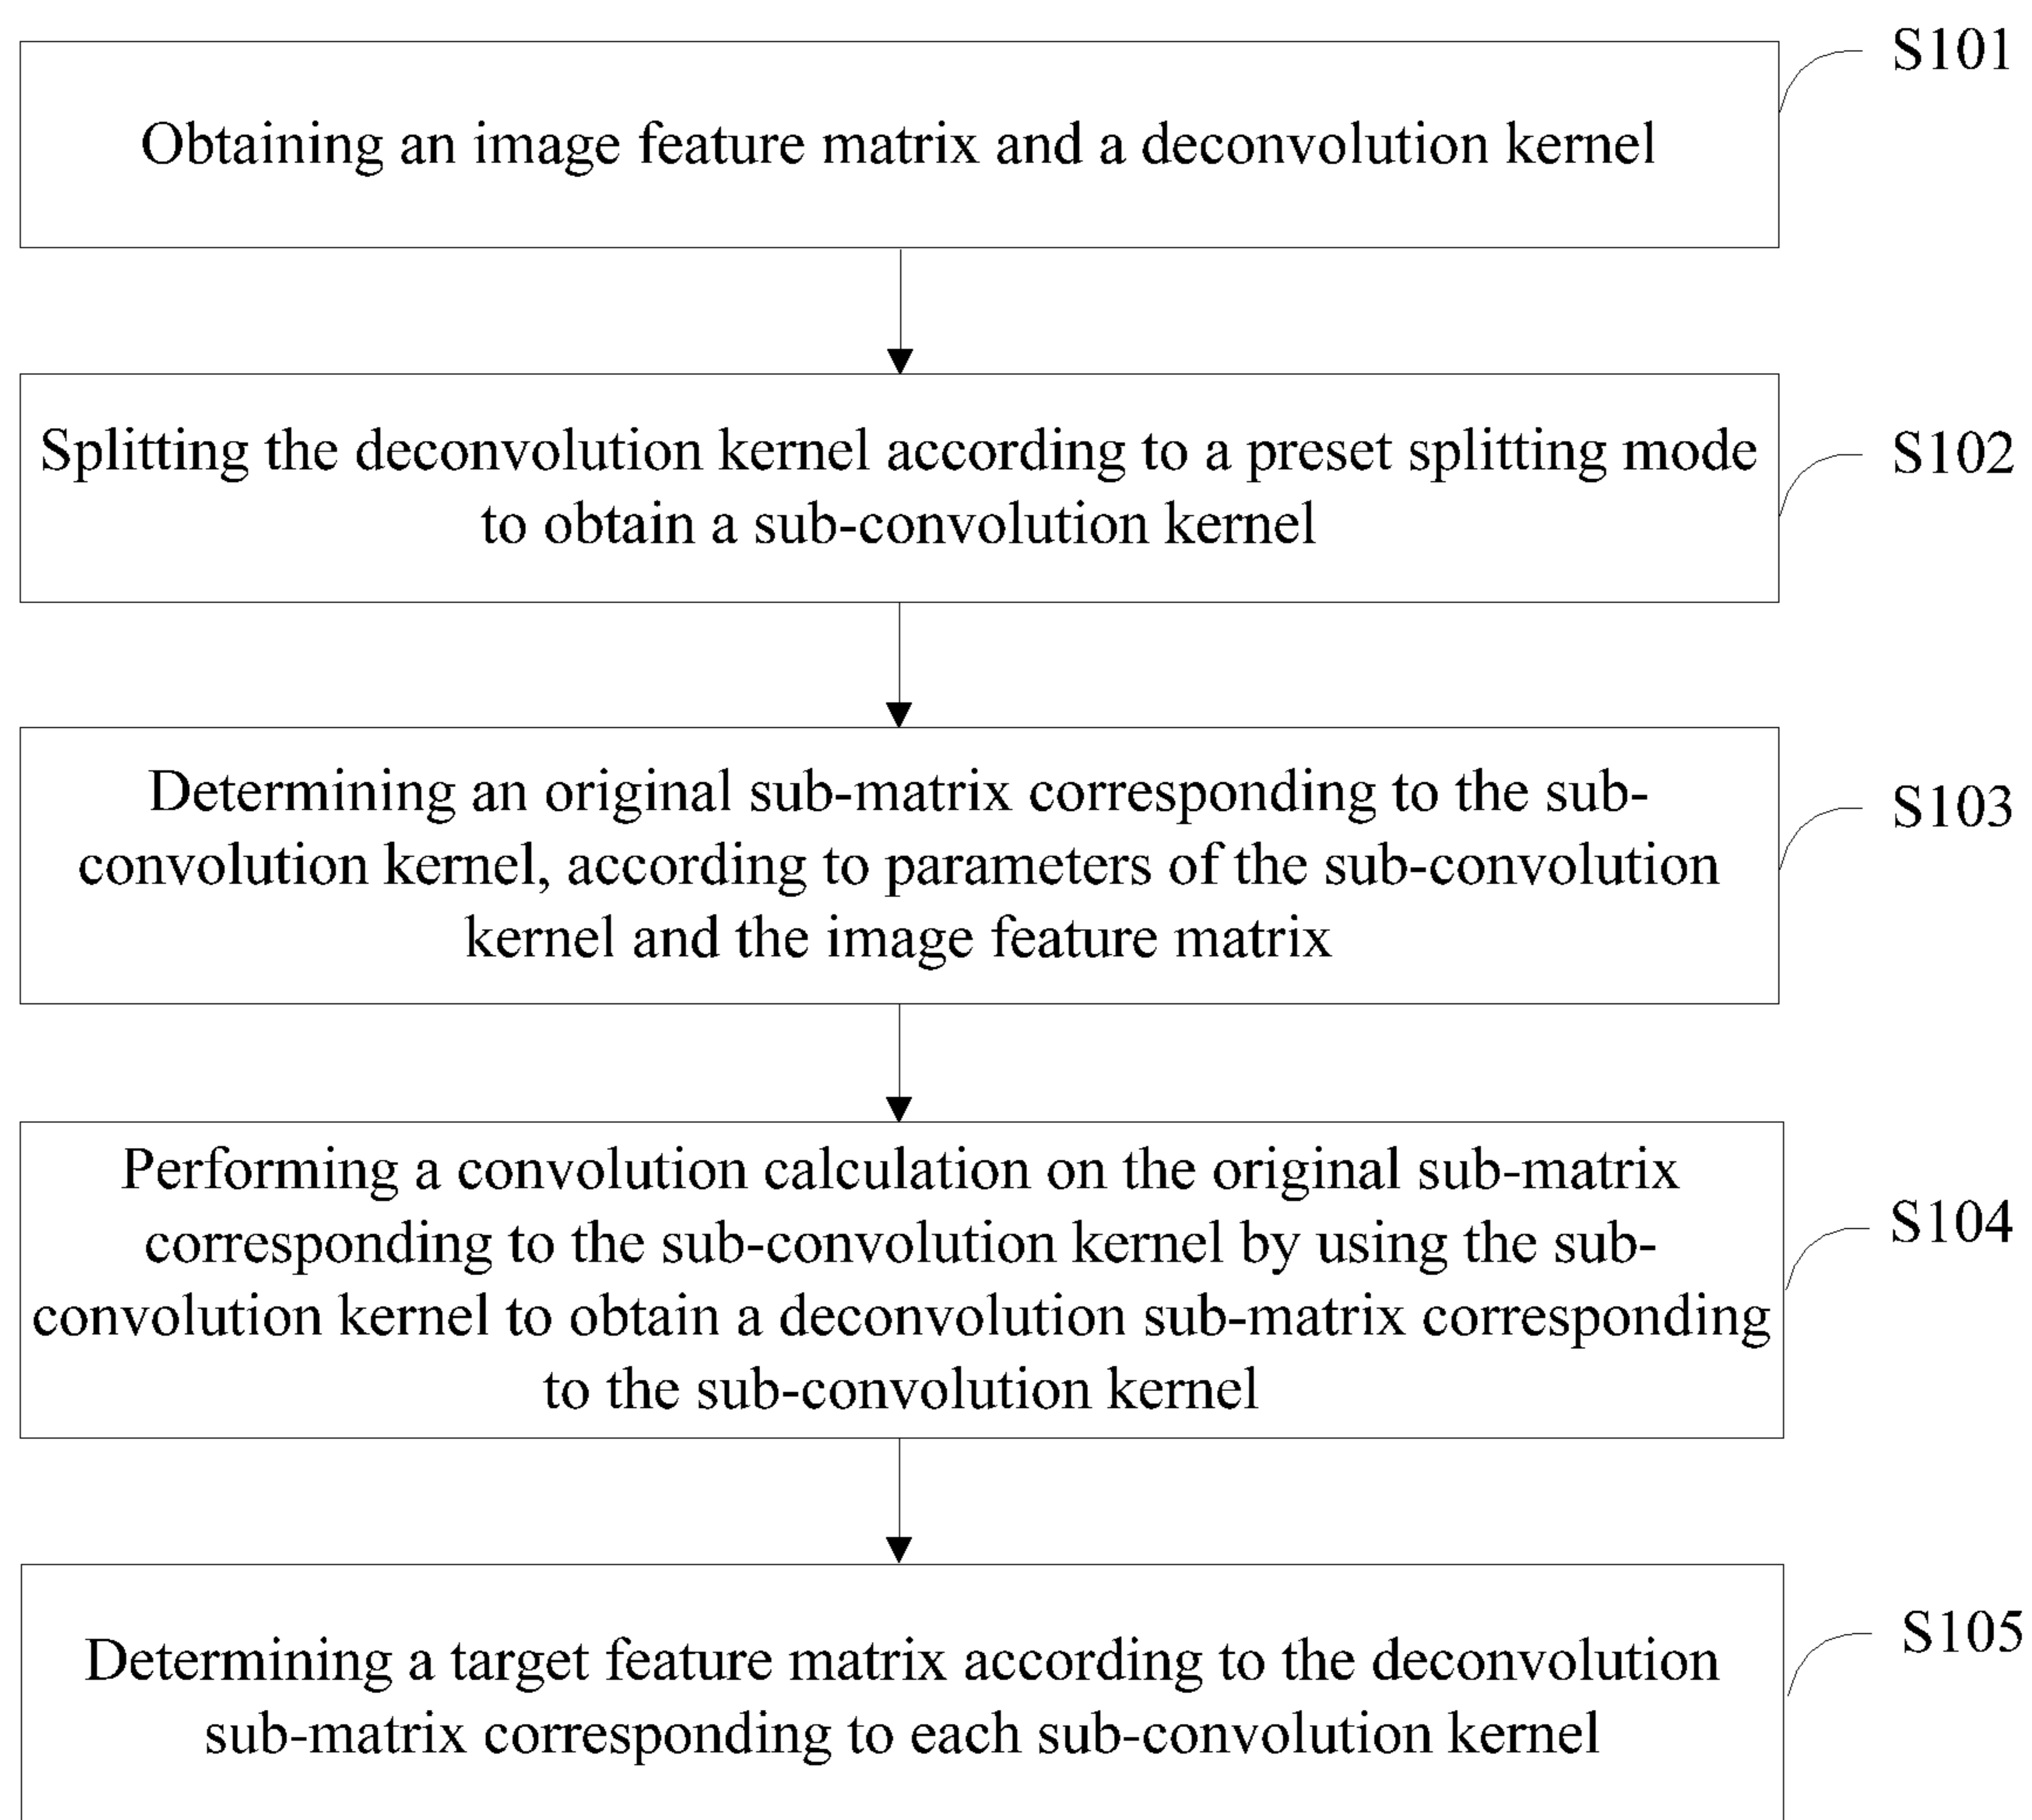 S101
Obtaining an image feature matrix and a deconvolution kernel
Splitting the deconvolution kernel according to a preset splitting mode
to obtain a sub-convolution kernel
S102
Determining an original sub-matrix corresponding to the sub-
convolution kernel, according to parameters of the sub-convolution
kernel and the image feature matrix
S103
Performing a convolution calculation on the original sub-matrix
corresponding to the sub-convolution kernel by using the sub-
convolution kernel to obtain a deconvolution sub-matrix corresponding
to the sub-convolution kernel
S104
Determining a target feature matrix according to the deconvolution
sub-matrix corresponding to each sub-convolution kernel
S105